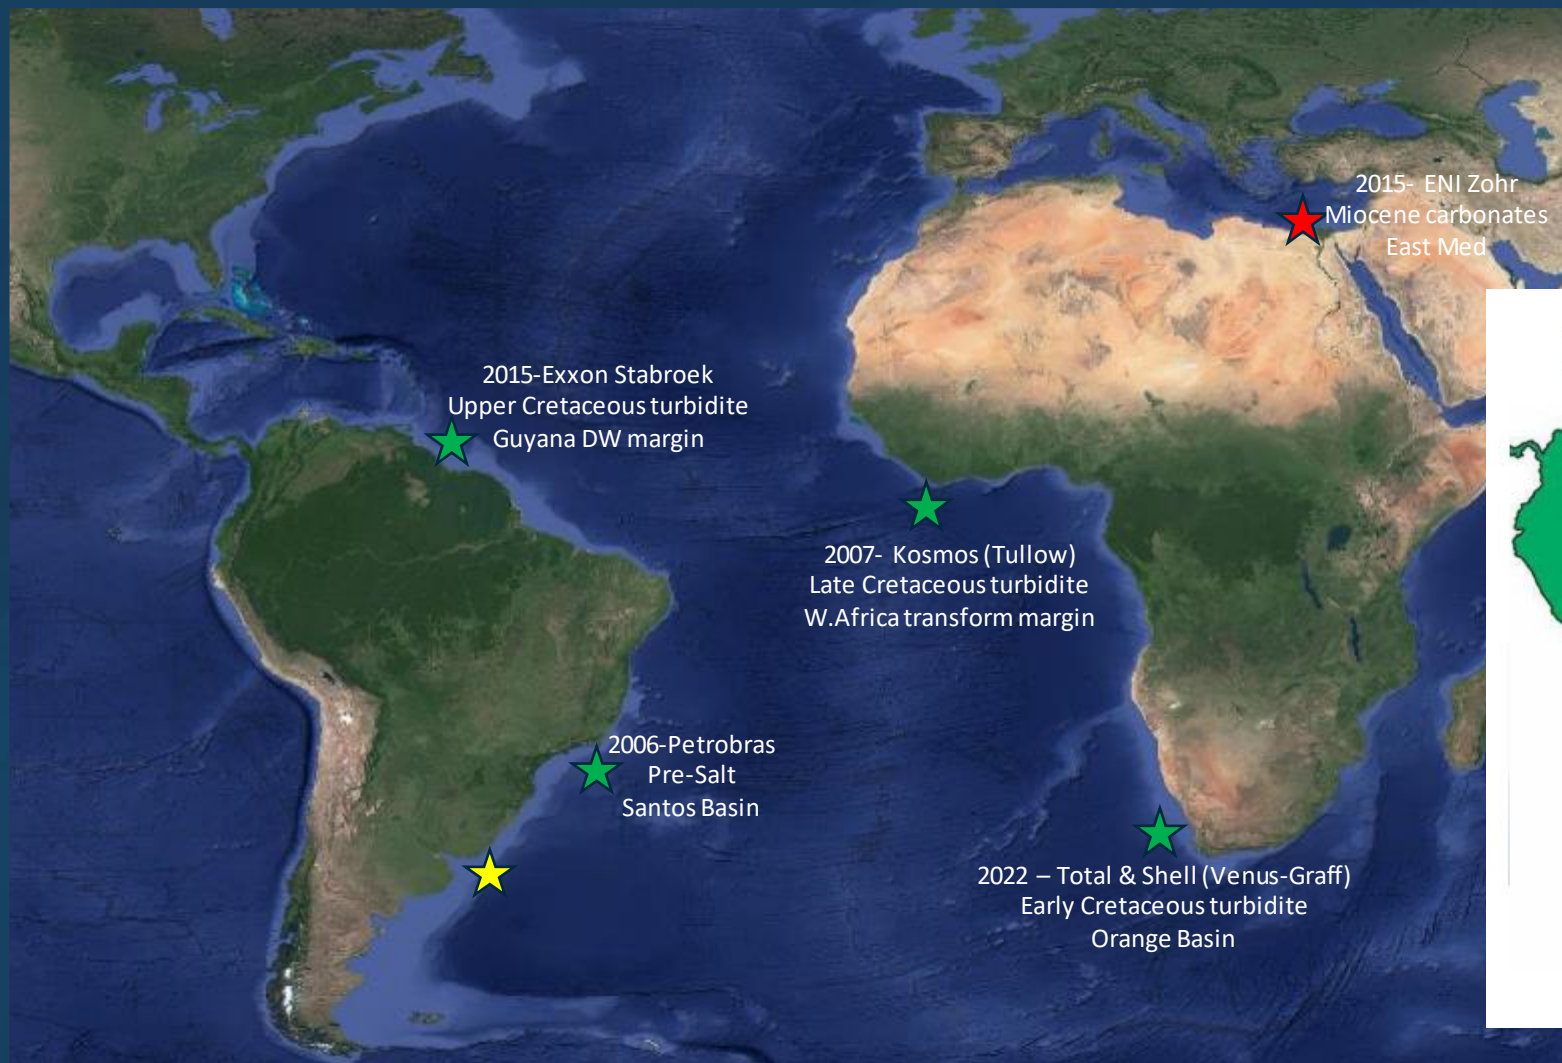 2015- ENI Zohr
Miocene carbonates
East Med
2015-Exxon Stabroek
Upper Cretaceous turbidite
Guyana DW margin
2007- Kosmos (Tullow)
Late Cretaceous turbidite
W.Africa transform margin
2006-Petrobras
Pre-Salt
Santos Basin
2022 – Total & Shell (Venus-Graff)
Early Cretaceous turbidite
Orange Basin